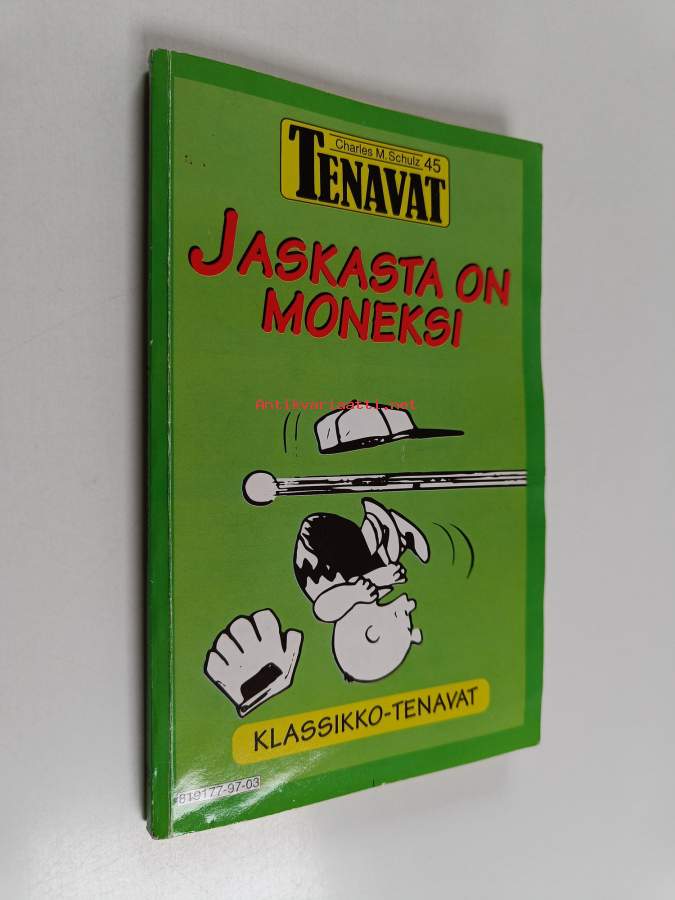 Charles M. Schulz 45
TENAVAT
JASKASTA ON
MONEKSI
Antikvariaatti.net
KLASSIKKO-TENAVAT
819177-97-03